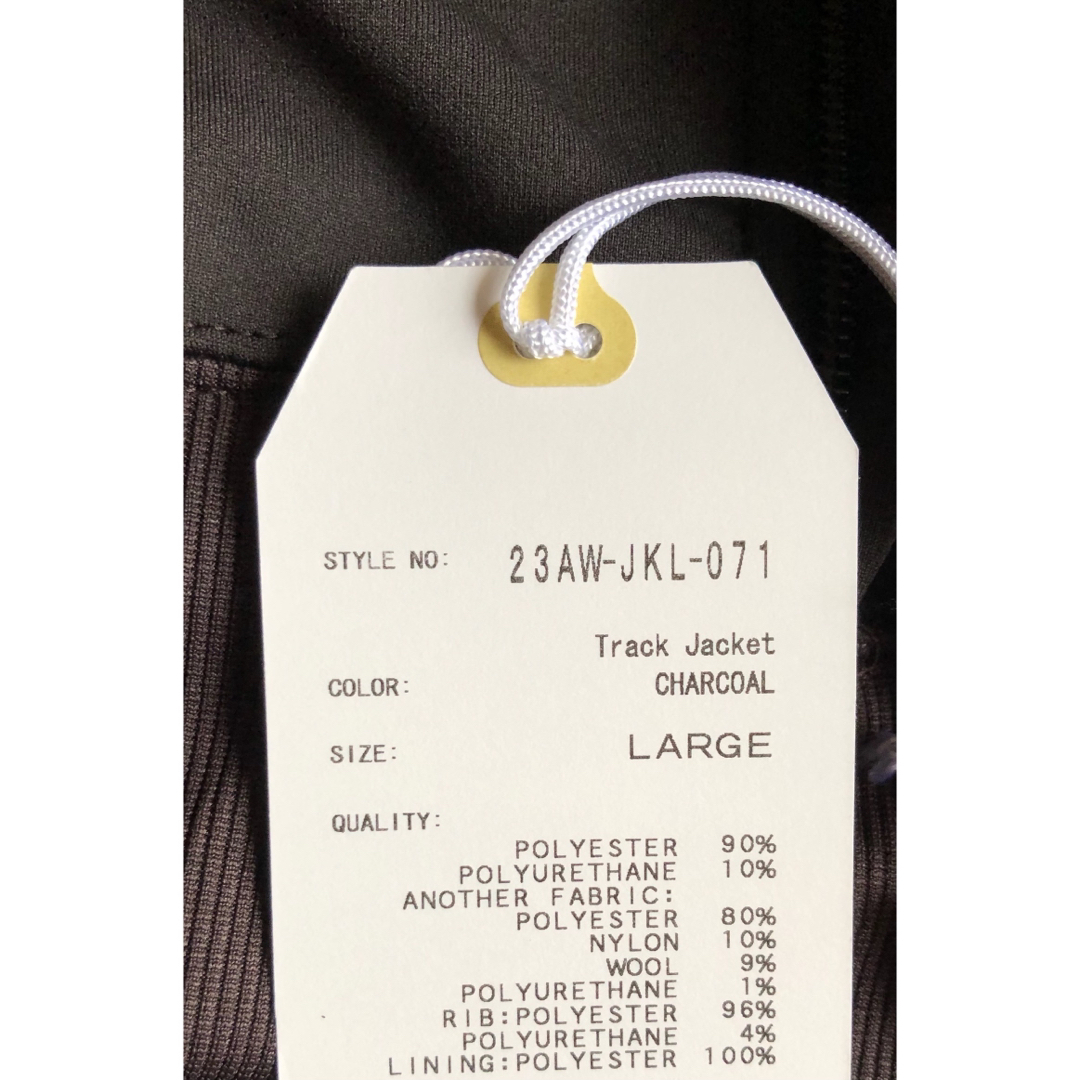 STYLE NO: 23AW-JKL-071
Track Jacket
COLOR: CHARCOAL
SIZE: LARGE
QUALITY:
POLYESTER 90%
POLYURETHANE 10%
ANOTHER FABRIC:
POLYESTER 80%
NYLON 10%
WOOL 9%
POLYURETHANE 1%
RIB:POLYESTER 96%
POLYURETHANE 4%
LINING:POLYESTER 100%